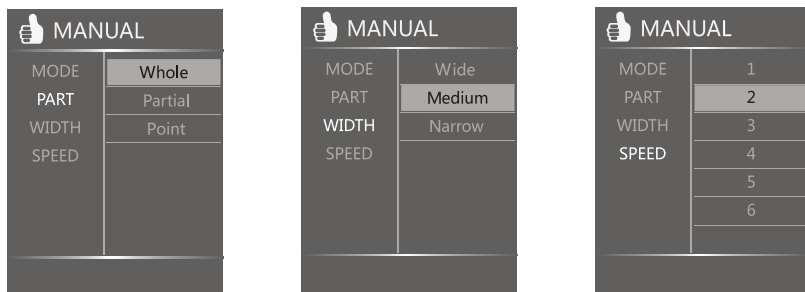 MANUAL
MODE
PART
WIDTH
SPEED
Whole
Partial
Point
MANUAL
MODE
PART
WIDTH
SPEED
Wide
Medium
Narrow
MANUAL
MODE
PART
WIDTH
SPEED
1
2
3
4
5
6